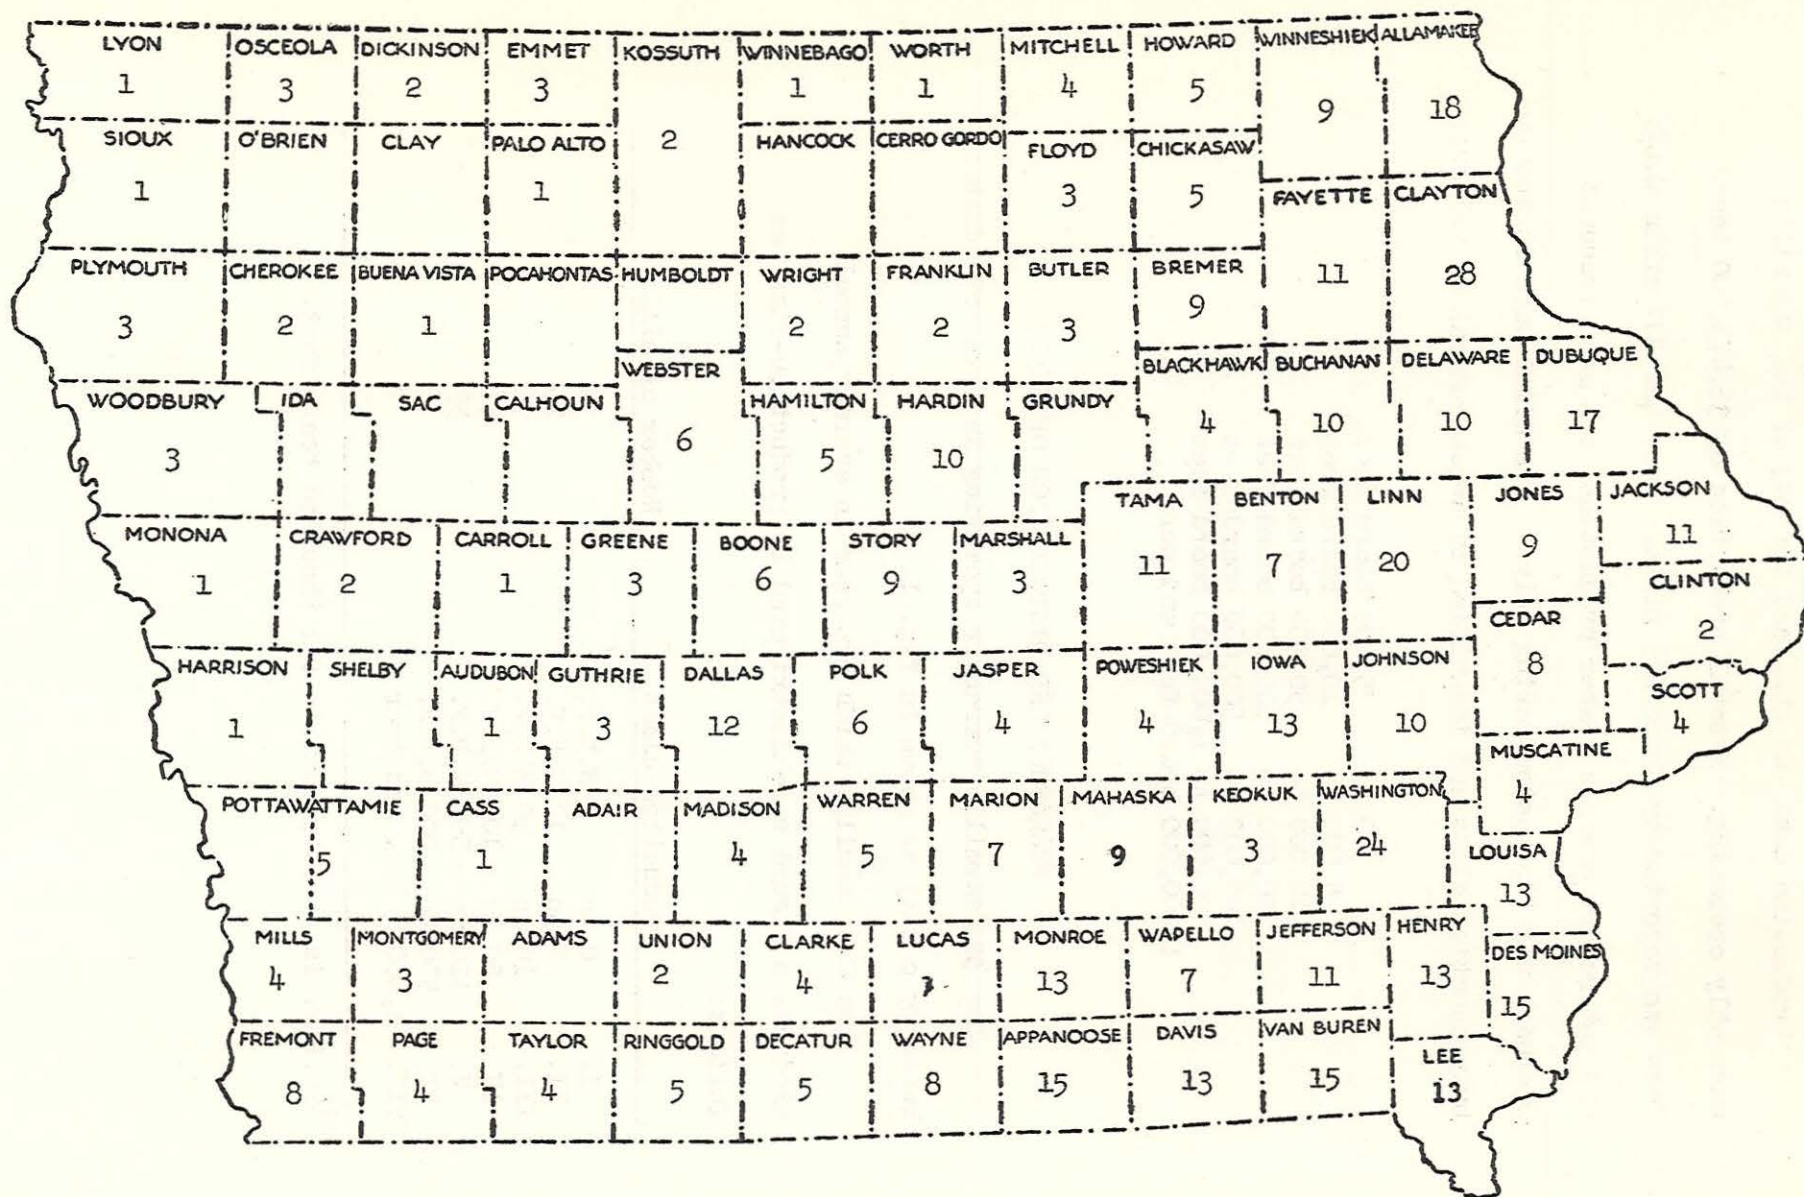 LYON OSCEOLA DICKINSON EMMET KOSSUTH WINNEBAGO WORTH MITCHELL HOWARD WINNESHIEK ALLAMAKEE
1 3 2 3 2 1 1 4 5 9 18
SIOUX O'BRIEN CLAY PALO ALTO HANCOCK CERRO GORDO FLOYD CHICKASAW FAYETTE CLAYTON
1 1 3 5 11 28
PLYMOUTH CHEROKEE BUENA VISTA POCAHONTAS HUMBOLDT WRIGHT FRANKLIN BUTLER BREMER
3 2 1 2 2 3 9
WEBSTER BLACKHAWK BUCHANAN DELAWARE DUBUQUE
6 4 10 10 17
WOODBURY IDA SAC CALHOUN HAMILTON HARDIN GRUNDY
3 5 10
TAMA BENTON LINN JONES JACKSON
11 7 20 9 11
MONONA CRAWFORD CARROLL GREENE BOONE STORY MARSHALL
1 2 1 3 6 9 3
CLINTON
2
CEDAR
8
HARRISON SHELBY AUDUBON GUTHRIE DALLAS POLK JASPER POWESHIEK IOWA JOHNSON
1 1 3 12 6 4 4 13 10
SCOTT
4
MUSCATINE
4
POTTAWATTAMIE CASS ADAIR MADISON WARREN MARION MAHASKA KEOKUK WASHINGTON
5 1 4 5 7 9 3 24
LOUISA
13
MILLS MONTGOMERY ADAMS UNION CLARKE LUCAS MONROE WAPELLO JEFFERSON HENRY
4 3 2 4 13 7 11 13
DES MOINES
15
FREMONT PAGE TAYLOR RINGGOLD DECATUR WAYNE APPANOOSE DAVIS VAN BUREN
8 4 4 5 5 8 15 13 15
LEE
13